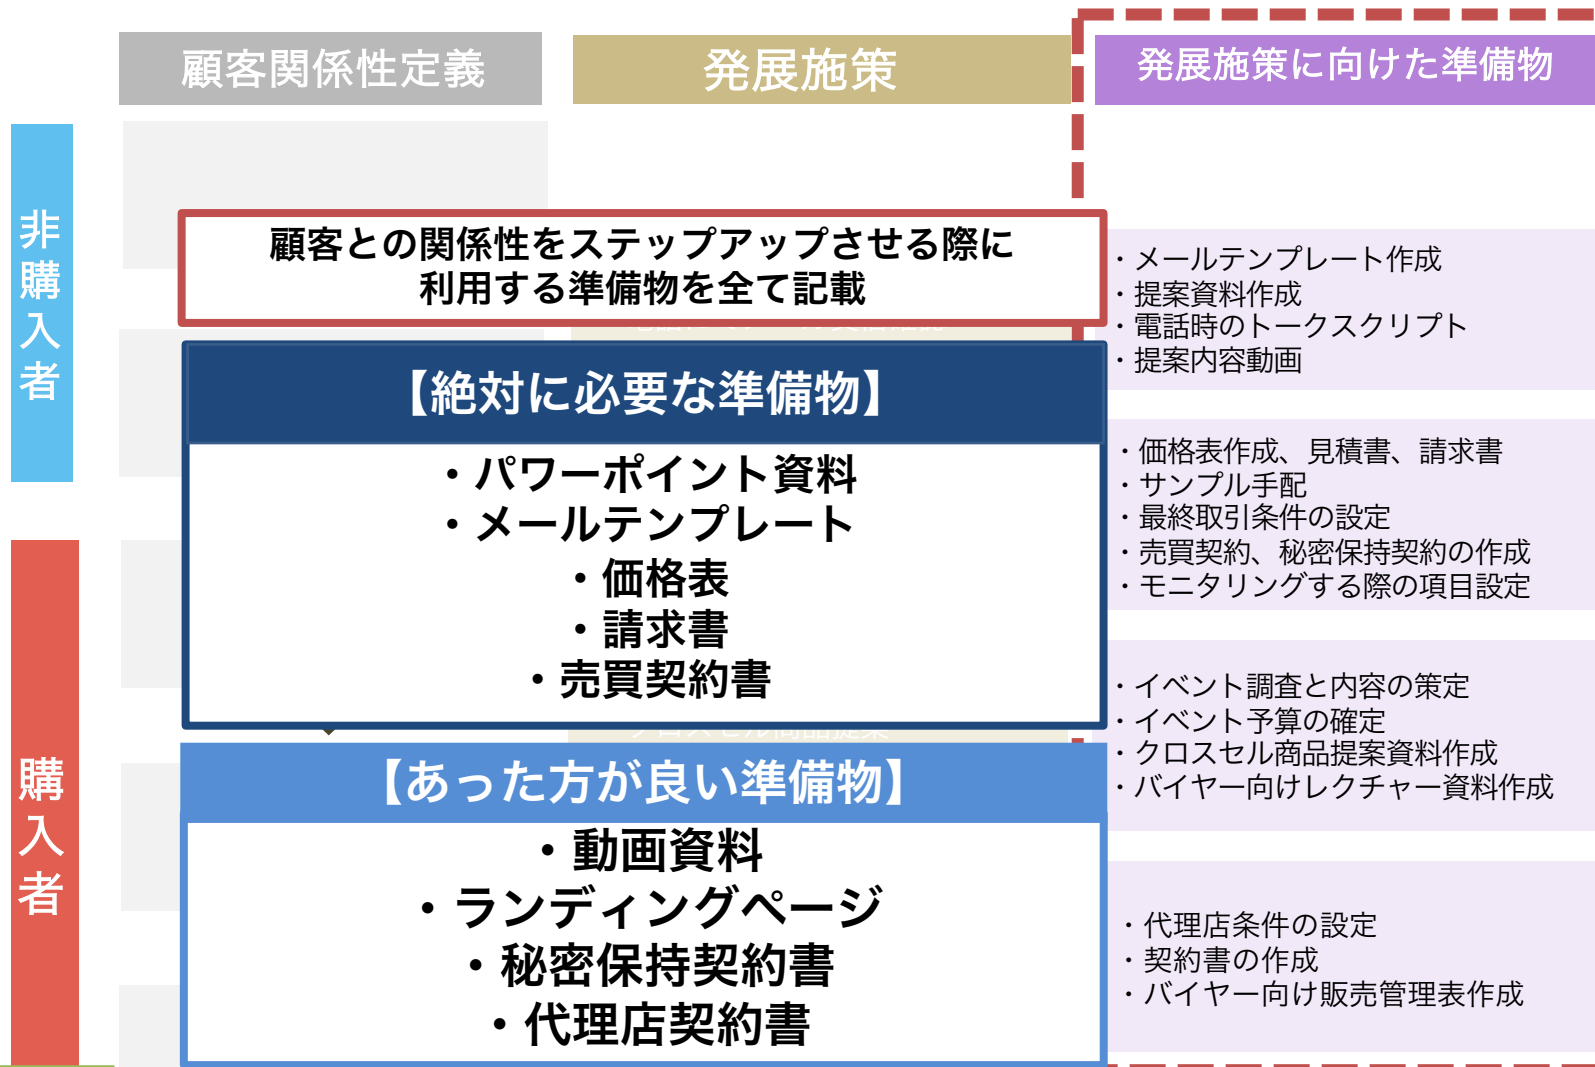 顧客関係性定義
発展施策
発展施策に向けた準備物
非購入者
購入者
顧客との関係性をステップアップさせる際に
利用する準備物を全て記載
【絶対に必要な準備物】
・パワーポイント資料
・メールテンプレート
・価格表
・請求書
・売買契約書
クロスセル商品提案
【あった方が良い準備物】
・動画資料
・ランディングページ
・秘密保持契約書
・代理店契約書
・メールテンプレート作成
・提案資料作成
・電話時のトークスクリプト
・提案内容動画
・価格表作成、見積書、請求書
・サンプル手配
・最終取引条件の設定
・売買契約、秘密保持契約の作成
・モニタリングする際の項目設定
・イベント調査と内容の策定
・イベント予算の確定
・クロスセル商品提案資料作成
・バイヤー向けレクチャー資料作成
・代理店条件の設定
・契約書の作成
・バイヤー向け販売管理表作成